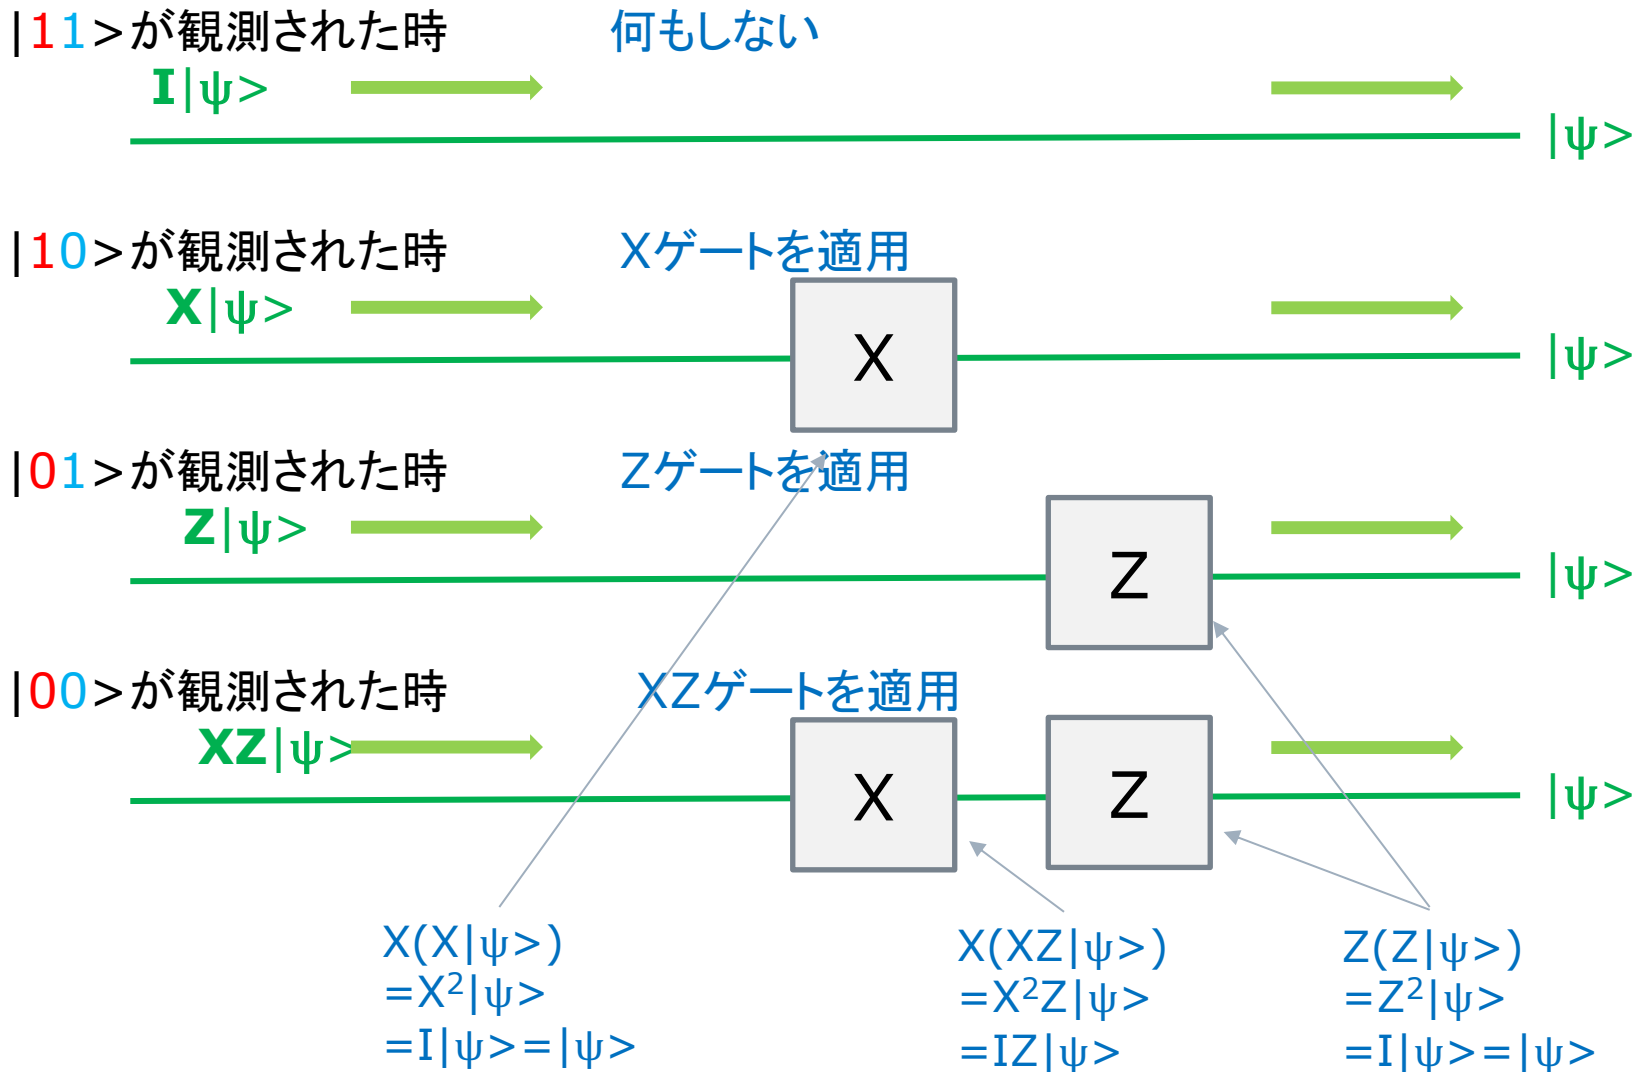 |11>が観測された時 何もしない
I|ψ>
|ψ>
|10>が観測された時 Xゲートを適用
X|ψ>
X
|ψ>
|01>が観測された時 Zゲートを適用
Z|ψ>
Z
|ψ>
|00>が観測された時 XZゲートを適用
XZ|ψ>
X Z
|ψ>
X(X|ψ>)
=X²|ψ>
=I|ψ>=|ψ>
X(XZ|ψ>)
=X²Z|ψ>
=IZ|ψ>
Z(Z|ψ>)
=Z²|ψ>
=I|ψ>=|ψ>